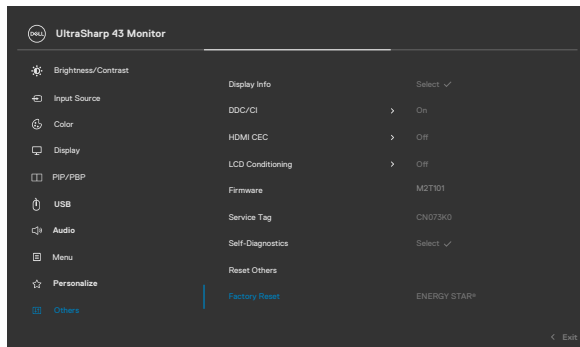 DELL UltraSharp 43 Monitor
Brightness/Contrast
Input Source
Color
Display
PIP/PBP
USB
Audio
Menu
Personalize
Others
Display Info Select ✓
DDC/CI > On
HDMI CEC > Off
LCD Conditioning > Off
Firmware M2T101
Service Tag CN073K0
Self-Diagnostics Select ✓
Reset Others
Factory Reset ENERGY STAR®
< Exit